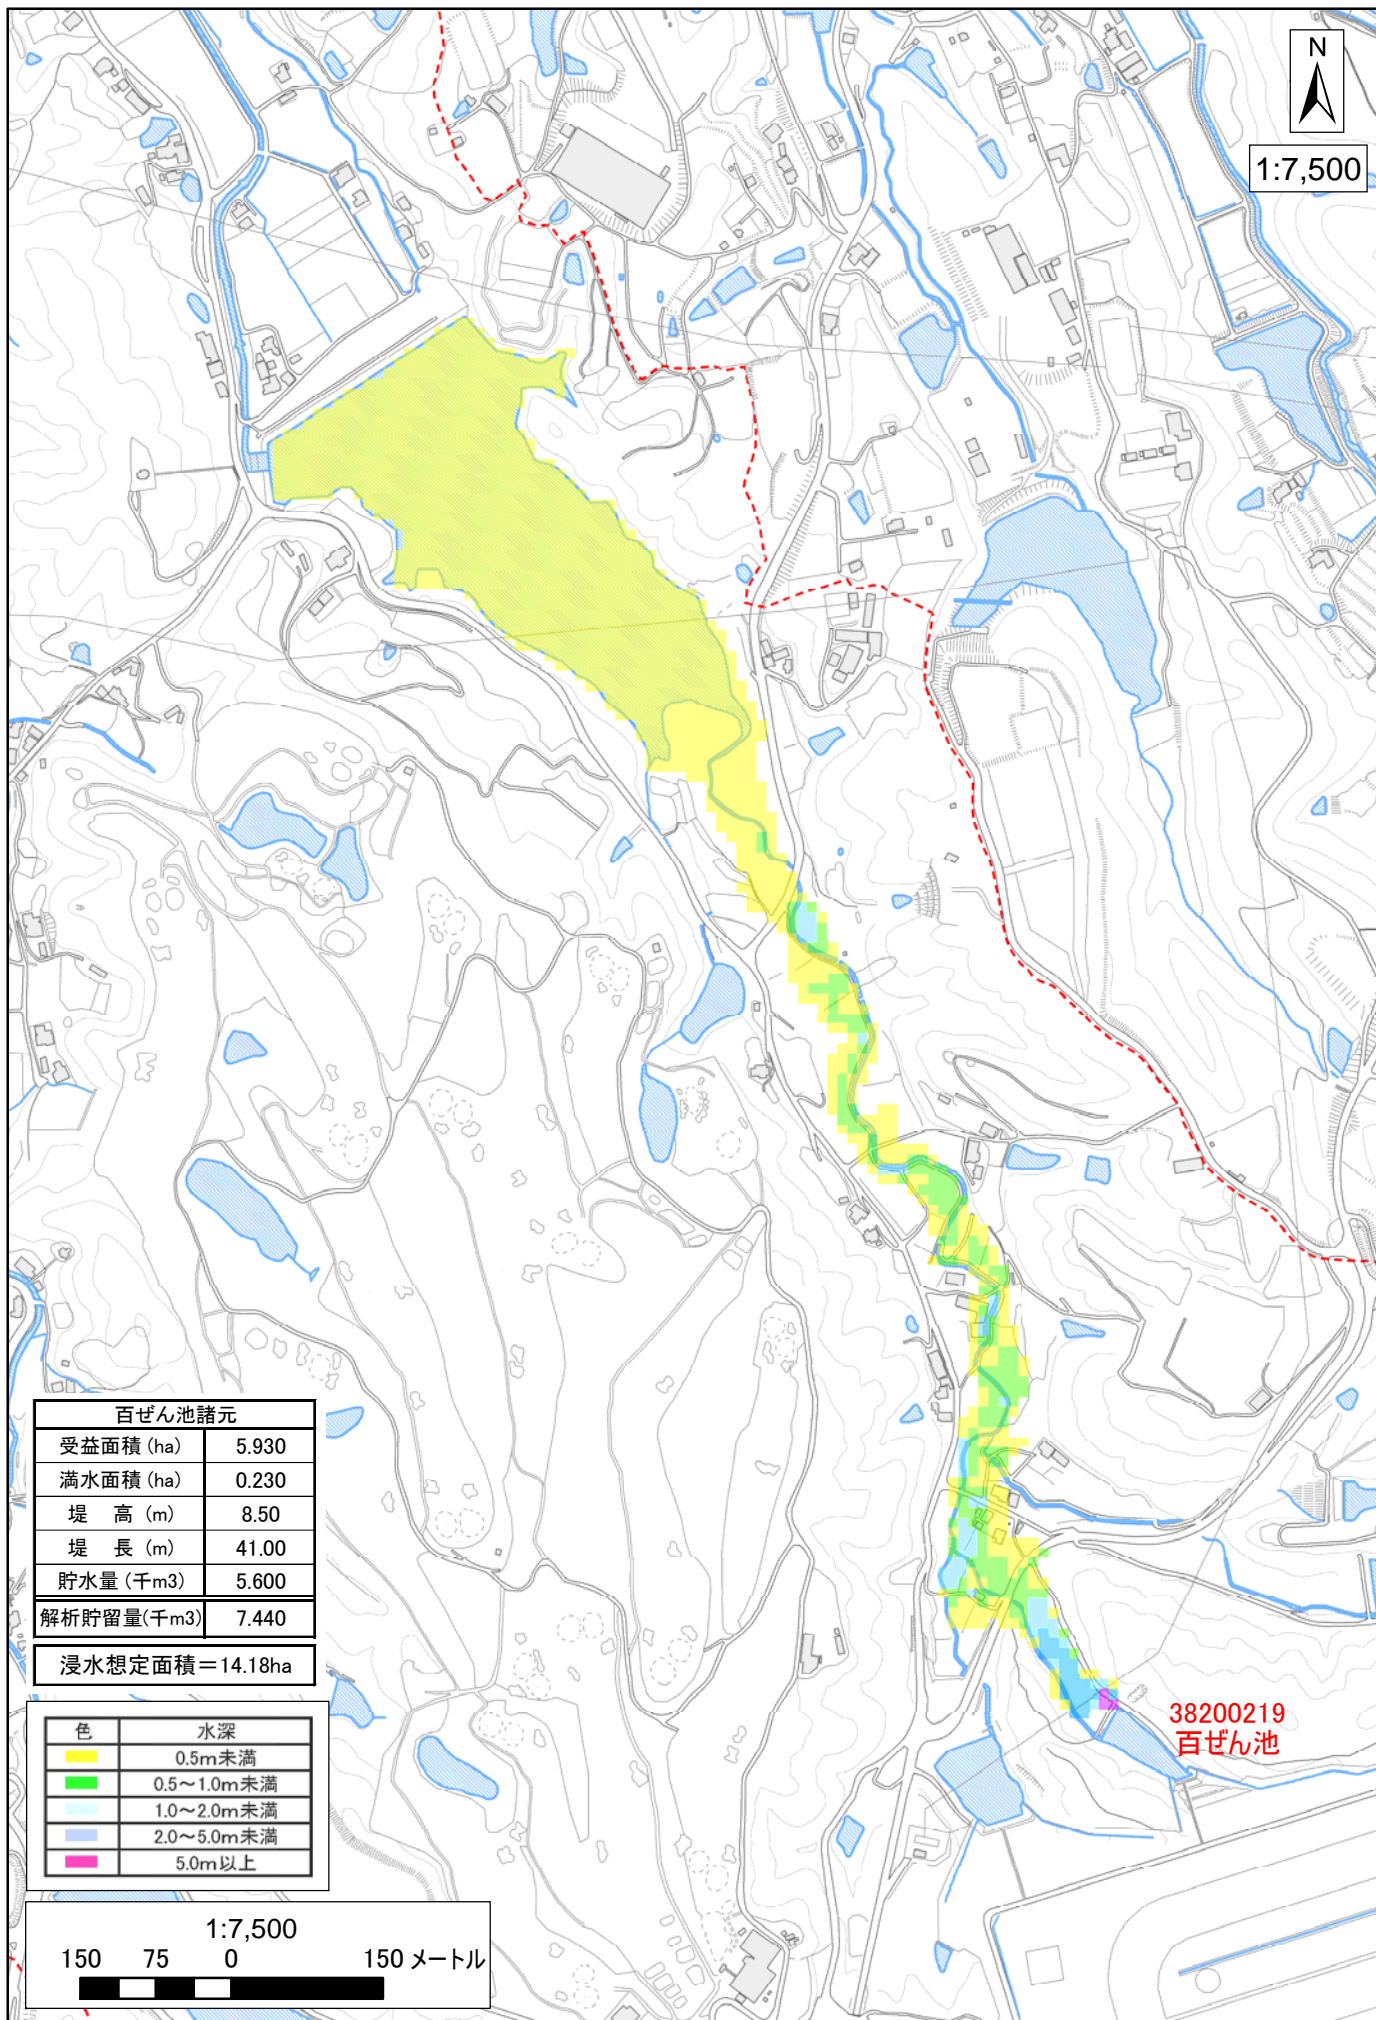 N
1:7,500
百ぜん池諸元
受益面積 (ha) 5.930
満水面積 (ha) 0.230
堤 高 (m) 8.50
堤 長 (m) 41.00
貯水量 (千m3) 5.600
解析貯留量(千m3) 7.440
浸水想定面積＝14.18ha
38200219
百ぜん池
色 水深
0.5m未満
0.5～1.0m未満
1.0～2.0m未満
2.0～5.0m未満
5.0m以上
1:7,500
150 75 0 150 メートル